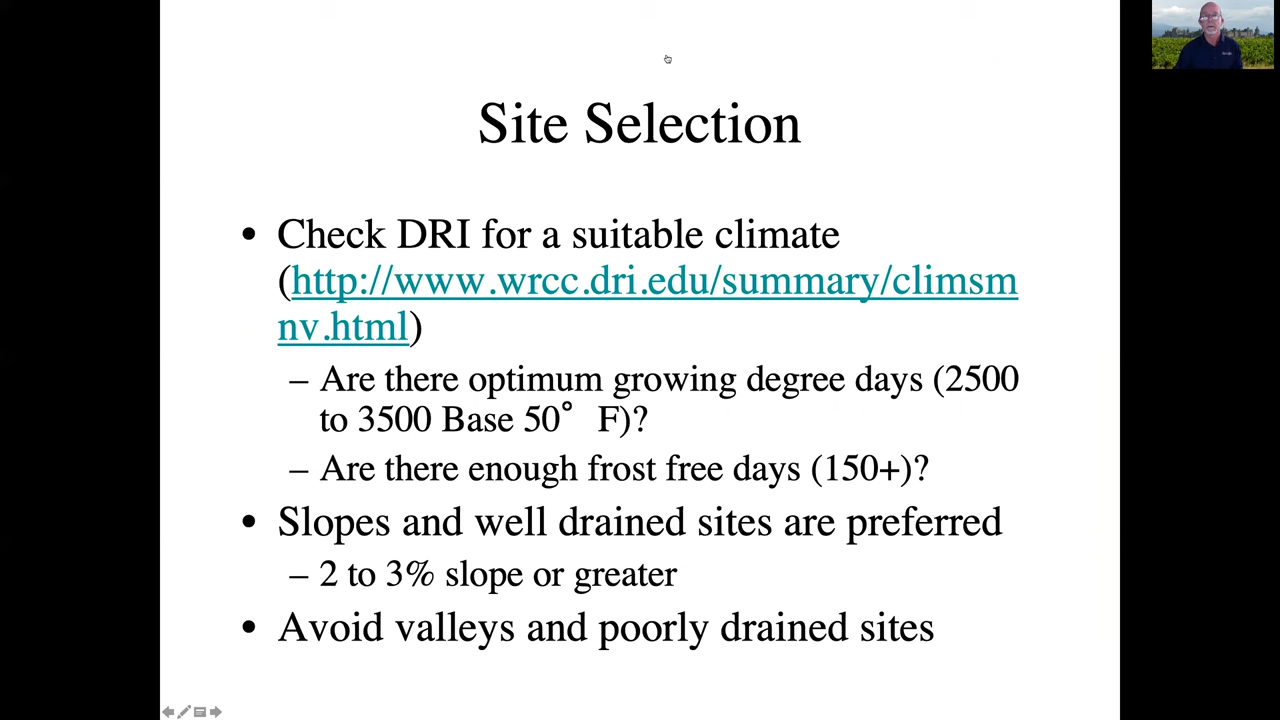 Site Selection
• Check DRI for a suitable climate
(http://www.wrcc.dri.edu/summary/climsm
nv.html)
– Are there optimum growing degree days (2500
to 3500 Base 50° F)?
– Are there enough frost free days (150+)?
• Slopes and well drained sites are preferred
– 2 to 3% slope or greater
• Avoid valleys and poorly drained sites